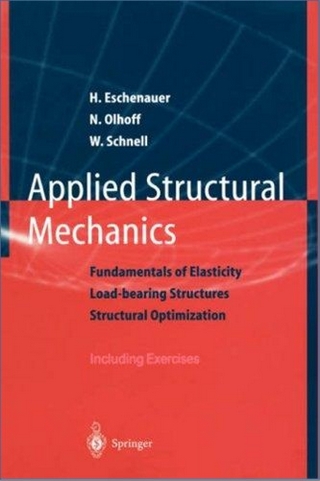 H. Eschenauer
N. Olhoff
W. Schnell
Applied Structural
Mechanics
Fundamentals of Elasticity
Load-bearing Structures
Structural Optimization
Including Exercises
Springer